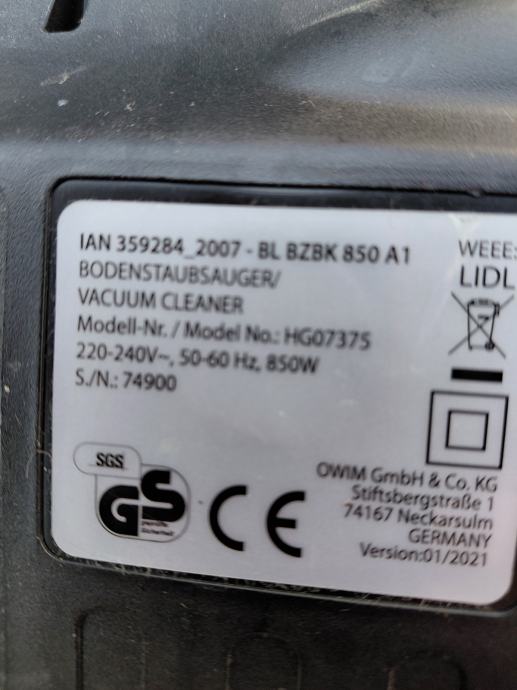 IAN 359284_2007 - BL BZBK 850 A1
BODENSTAUBSAUGER/
VACUUM CLEANER
Modell-Nr. / Model No.: HG07375
220-240V~, 50-60 Hz, 850W
S./N.: 74900
WEEE:
LIDL
SGS
GS
geprüfte
Sicherheit
CE
OWIM GmbH & Co. KG
Stiftsbergstraße 1
74167 Neckarsulm
GERMANY
Version:01/2021